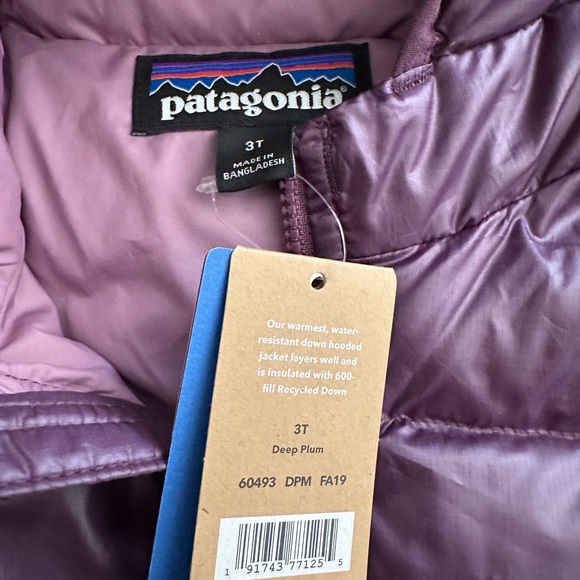 patagonia®
3T
MADE IN
BANGLADESH
Our warmest, water-
resistant down hooded
jacket layers well and
is insulated with 600-
fill Recycled Down
3T
Deep Plum
60493 DPM FA19
1 91743 77125 5